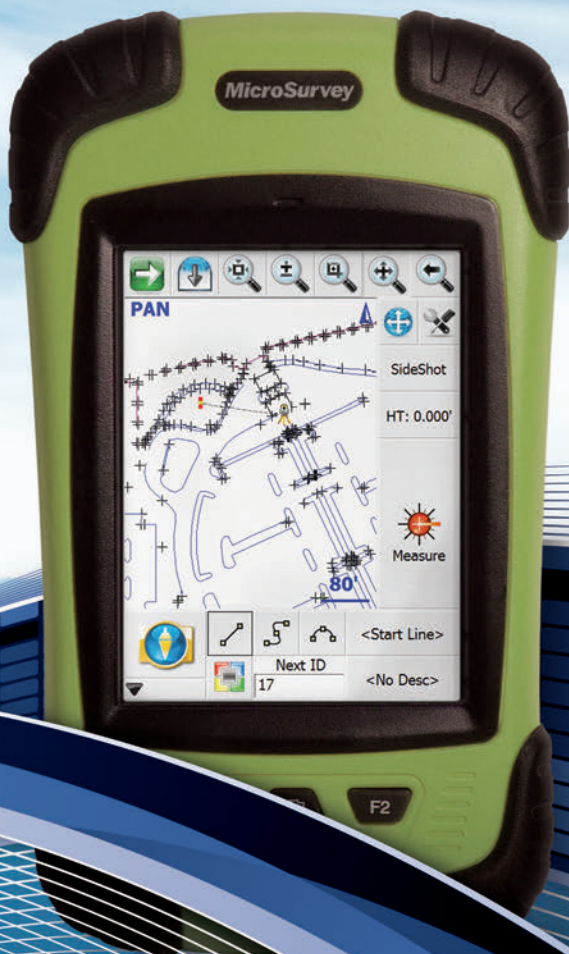 MicroSurvey
PAN
SideShot
HT: 0.000'
Measure
80'
<Start Line>
Next ID
17
<No Desc>
F2